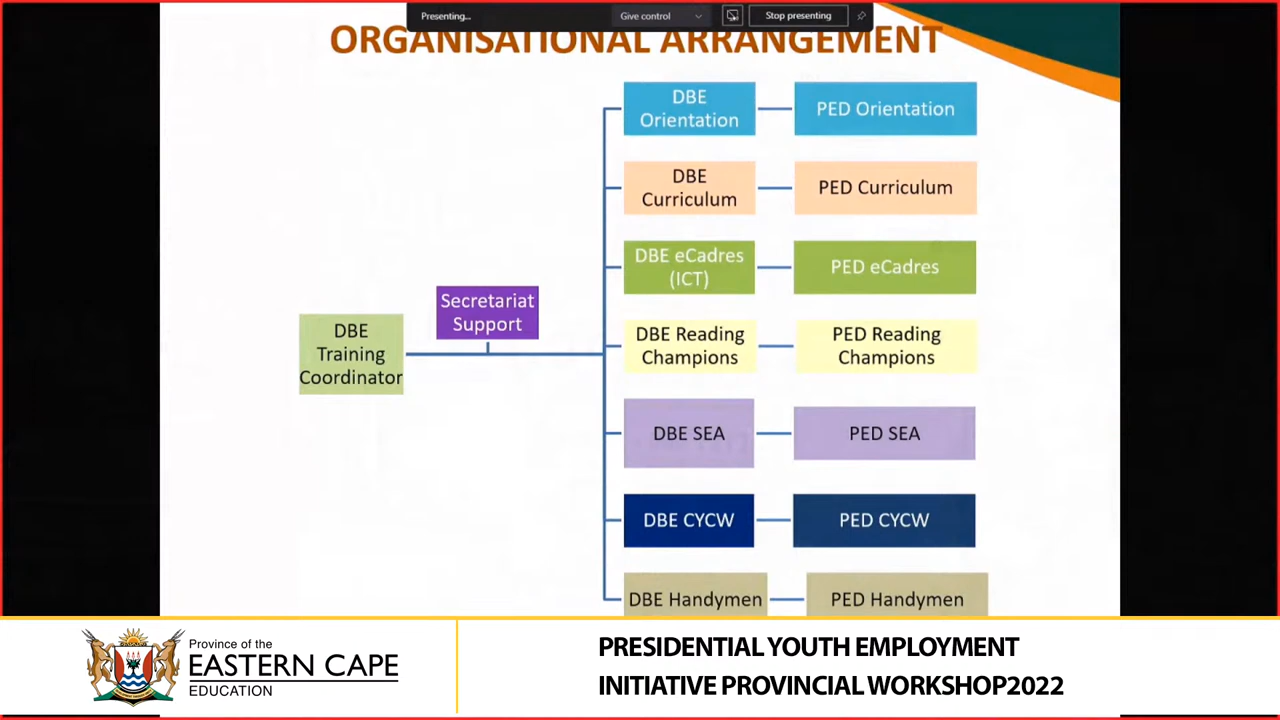 Presenting...
Give control
Stop presenting
ORGANISATIONAL ARRANGEMENT
DBE
Training
Coordinator
Secretariat
Support
DBE
Orientation
PED Orientation
DBE
Curriculum
PED Curriculum
DBE eCadres
(ICT)
PED eCadres
DBE Reading
Champions
PED Reading
Champions
DBE SEA
PED SEA
DBE CYCW
PED CYCW
DBE Handymen
PED Handymen
Province of the
EASTERN CAPE
EDUCATION
PRESIDENTIAL YOUTH EMPLOYMENT
INITIATIVE PROVINCIAL WORKSHOP2022